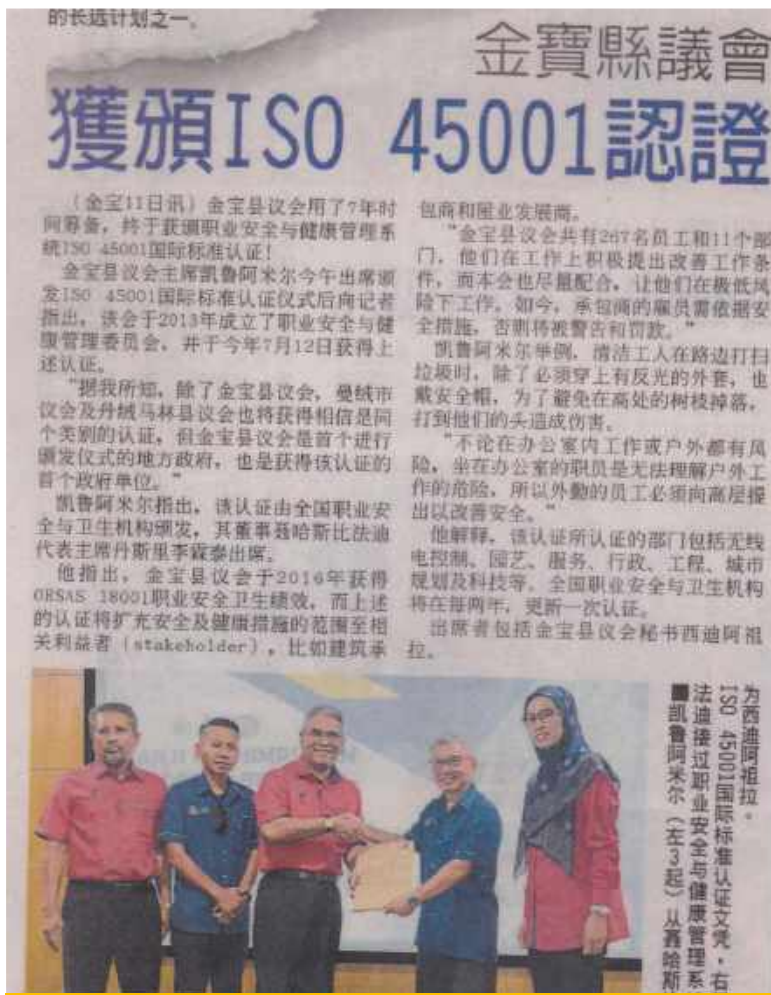 的长远计划之一。
金寶縣議會
獲頒ISO 45001認證
（金宝11日讯）金宝县议会用了7年时
间筹备，终于获颁职业安全与健康管理系
统ISO 45001国际标准认证！
金宝县议会主席凯鲁阿米尔今午出席颁
发ISO 45001国际标准认证仪式后向记者
指出，该会于2013年成立了职业安全与健
康管理委员会，并于今年7月12日获得上
述认证。
"据我所知，除了金宝县议会，曼绒市
议会及丹绒马林县议会也将获得相信是同
个类别的认证，但金宝县议会是首个进行
颁发仪式的地方政府，也是获得该认证的
首个政府单位。"
凯鲁阿米尔指出，该认证由全国职业安
全与卫生机构颁发，其董事聂哈斯比法迪
代表主席丹斯里李霖泰出席。
他指出，金宝县议会于2016年获得
OHSAS 18001职业安全卫生绩效，而上述
的认证将扩充安全及健康措施的范围至相
关利益者（stakeholder），比如建筑承
包商和匿业发展商。
"金宝县议会共有267名员工和11个部
门，他们在工作上积极提出改善工作条
件，而本会也尽量配合，让他们在极低风
险下工作。如今，承包商的雇员需依据安
全措施，否则将被警告和罚款。"
凯鲁阿米尔举例，清洁工人在路边打扫
垃圾时，除了必须穿上有反光的外套，也
戴安全帽，为了避免在高处的树枝掉落，
打到他们的头造成伤害。
"不论在办公室内工作或户外都有风
险，坐在办公室的职员是无法理解户外工
作的危险，所以外勤的员工必须向高层提
出以改善安全。"
他解释，该认证所认证的部门包括无线
电控制、园艺、服务、行政、工程、城市
规划及科技等。全国职业安全与卫生机构
将在每两年，更新一次认证。
出席者包括金宝县议会秘书西迪阿祖
拉。
■凯鲁阿米尔（左3起）从聂哈斯
法迪接过职业安全与健康管理系
ISO 45001国际标准认证文凭，右
为西迪阿祖拉。